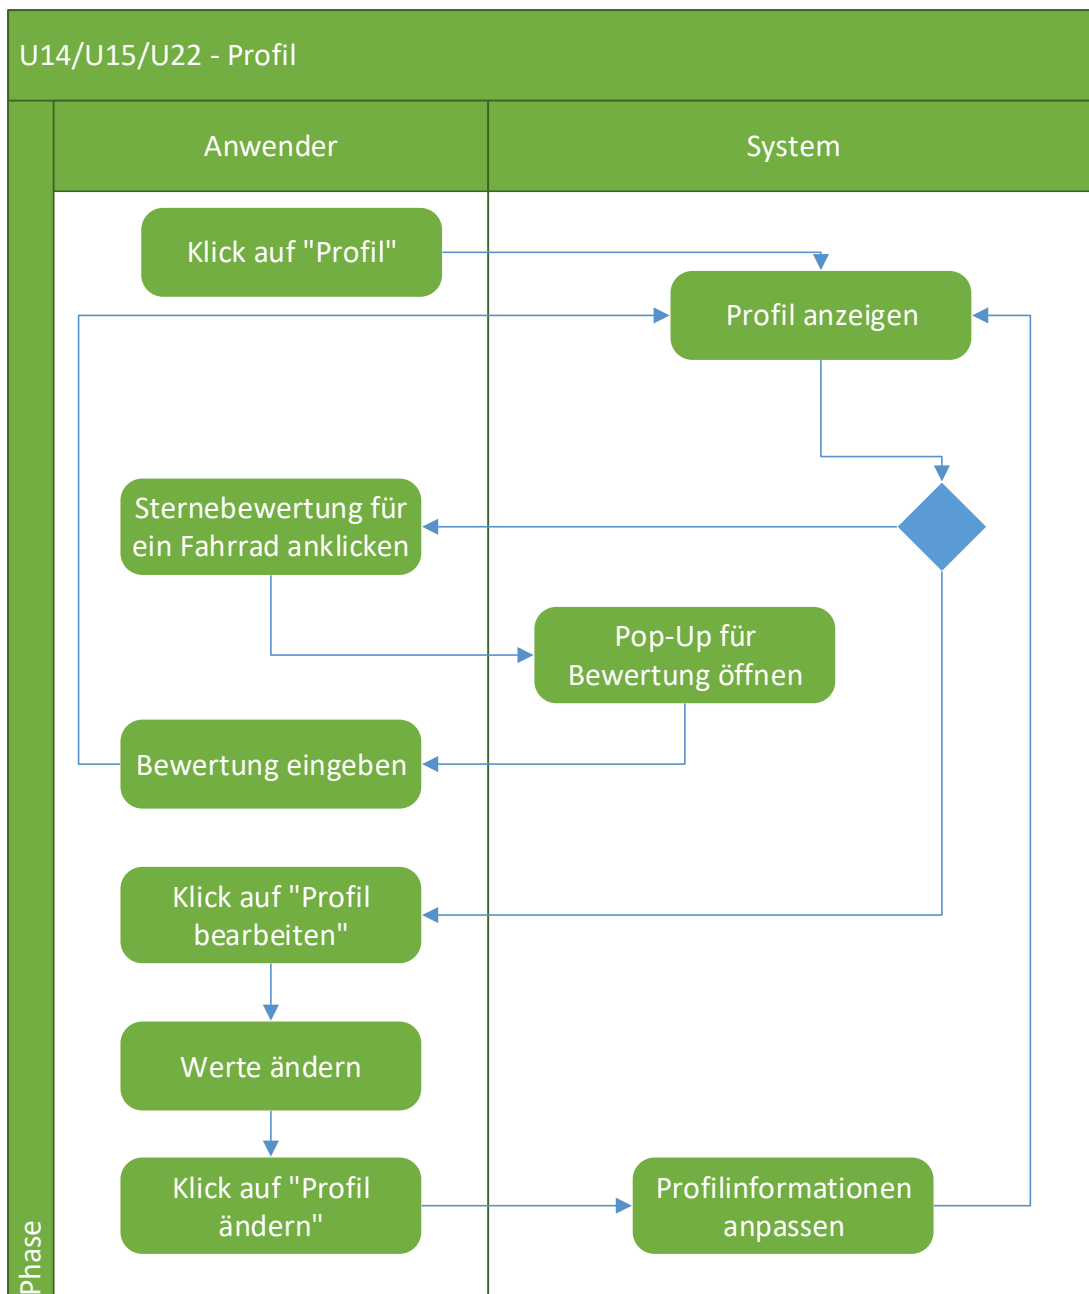 U14/U15/U22 - Profil
Anwender
System
Klick auf "Profil"
Profil anzeigen
Sternebewertung für
ein Fahrrad anklicken
Pop-Up für
Bewertung öffnen
Bewertung eingeben
Klick auf "Profil
bearbeiten"
Werte ändern
Klick auf "Profil
ändern"
Profilinformationen
anpassen
Phase